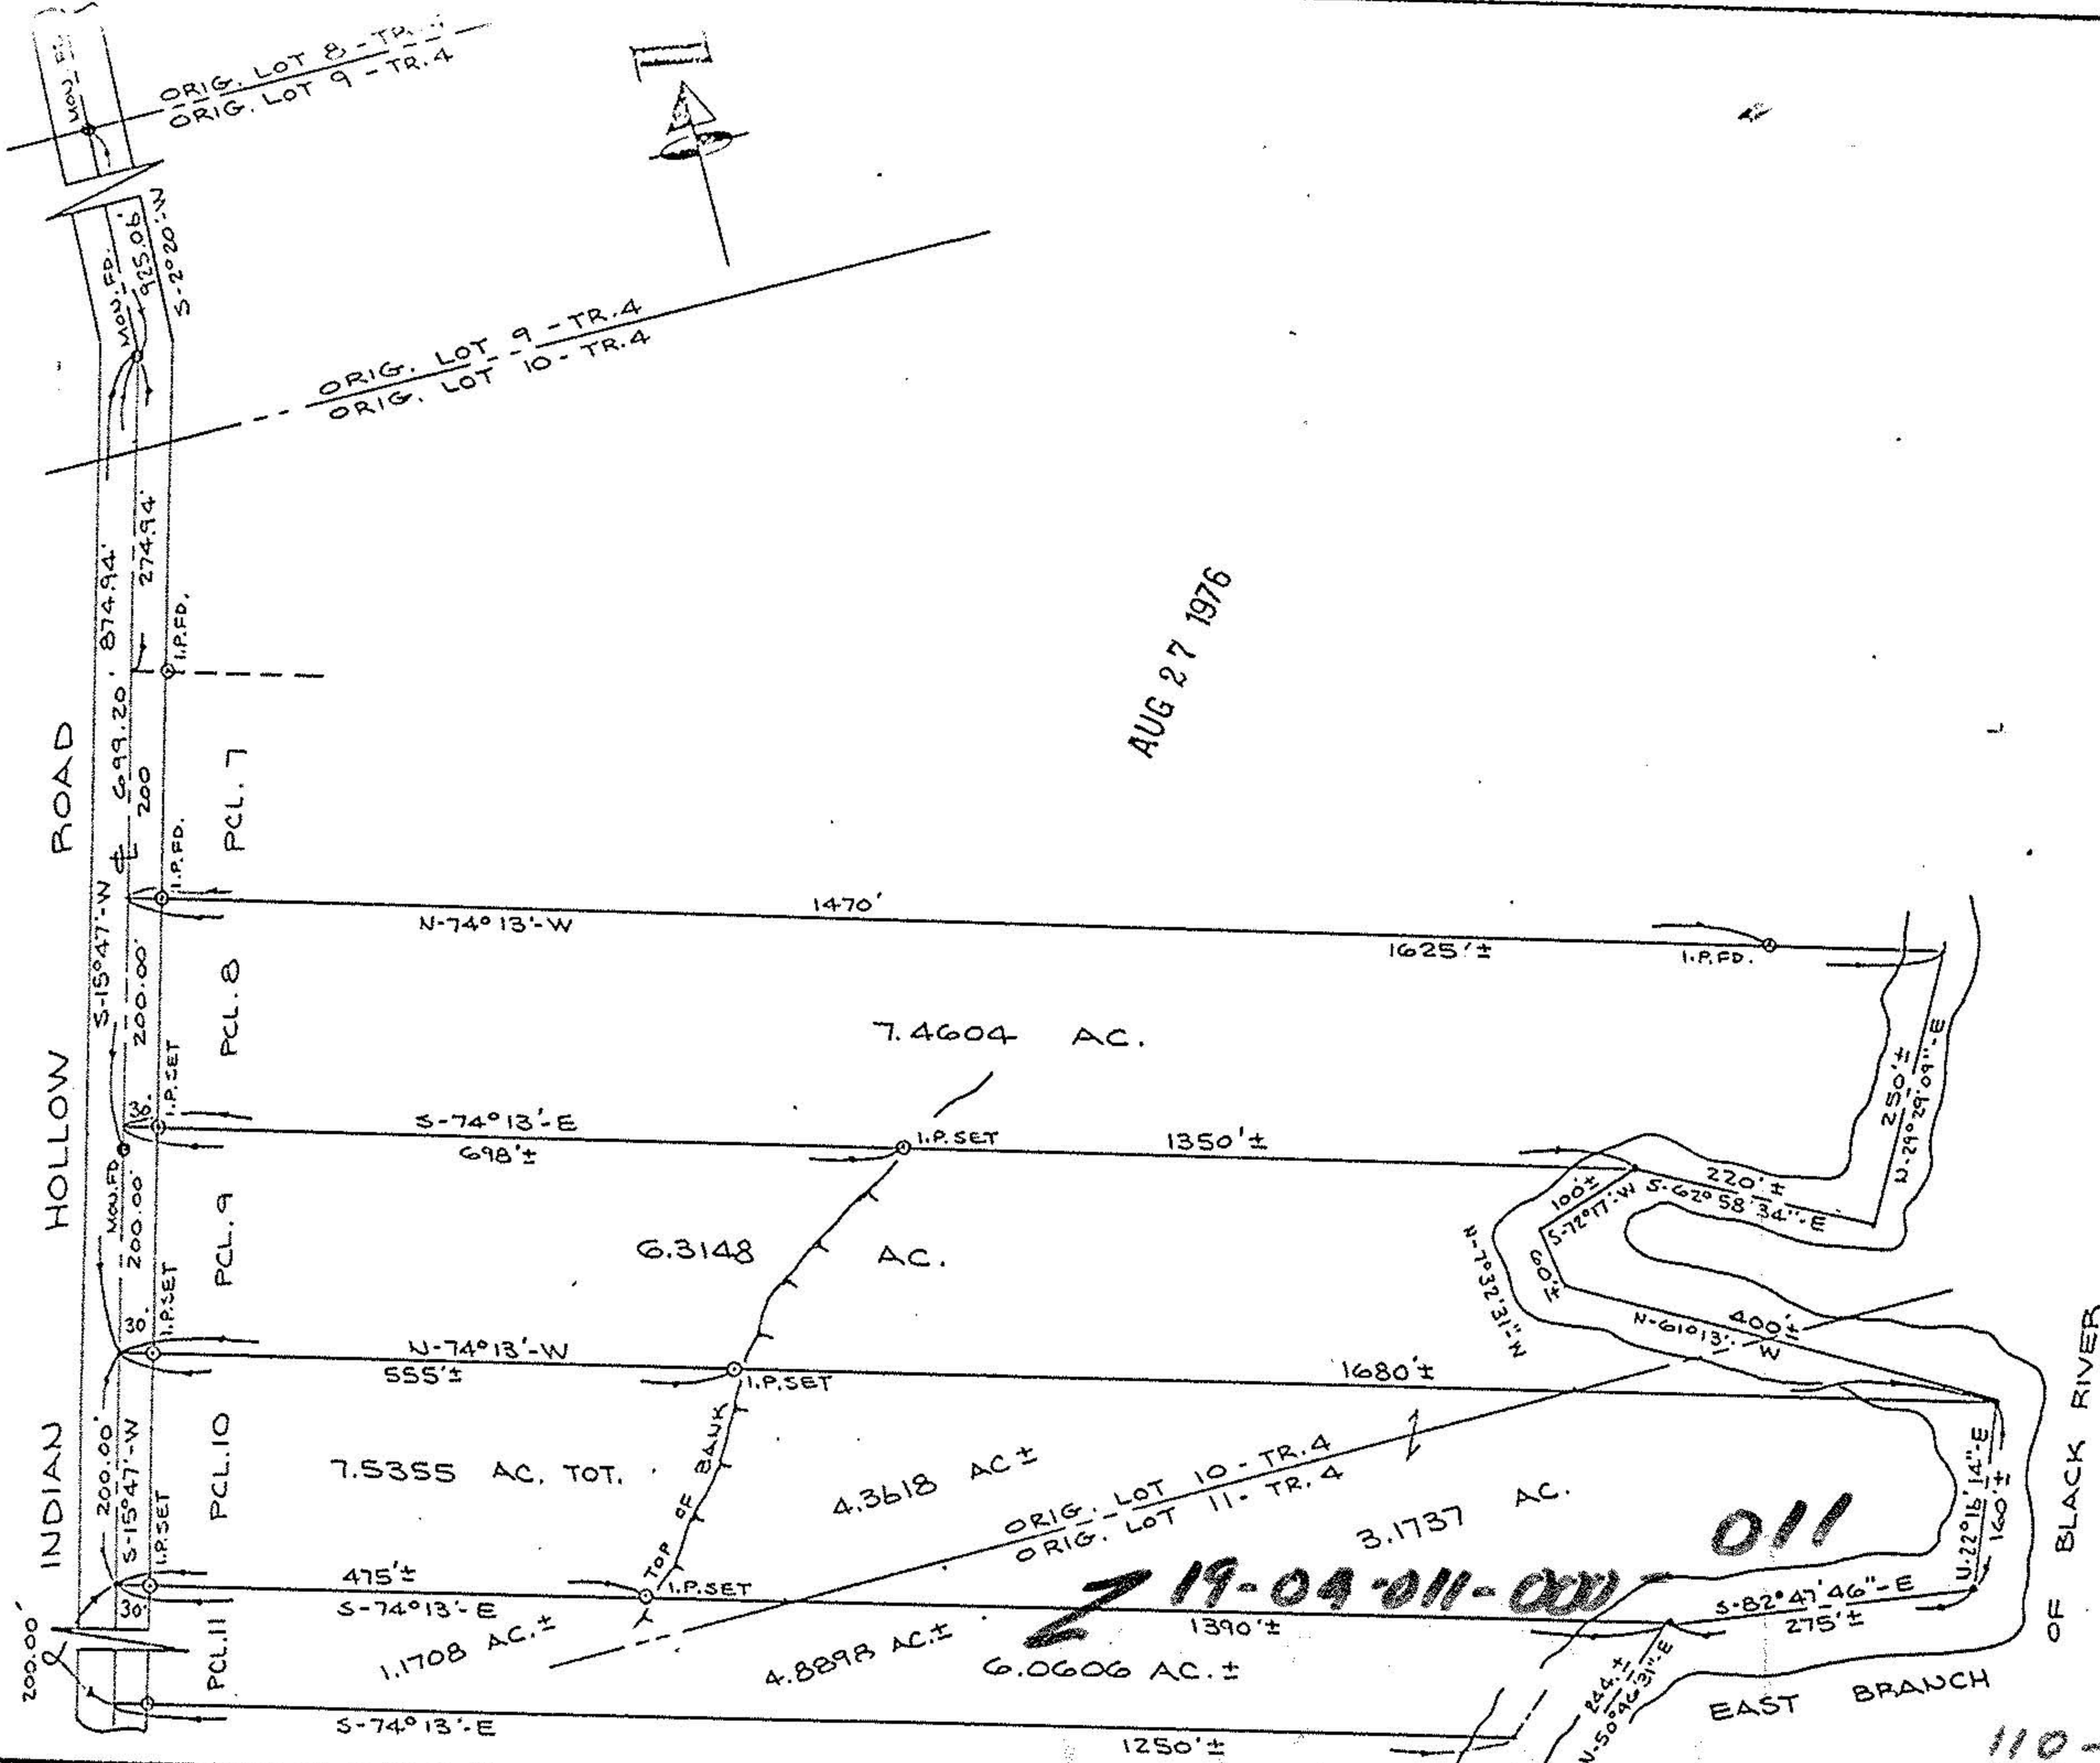 MON. FD.
ORIG. LOT 8 - TR. 4
ORIG. LOT 9 - TR. 4
MON. FD.
925.06'
S-2°20'-W
ORIG. LOT 9 - TR. 4
ORIG. LOT 10 - TR. 4
AUG 27 1976
INDIAN HOLLOW ROAD
874.94'
274.94'
I.P.FD.
699.20'
200
PCL. 7
℄
I.P.FD.
S-15°47'-W
1470'
N-74°13'-W
1625'±
I.P.FD.
200.00'
PCL. 8
7.4604 AC.
250'±
N-29°29'09"-E
30.
I.P.SET
S-74°13'-E
698'±
I.P.SET
1350'±
220'±
S-62°58'34"-E
100'±
S-72°17'-W
60'±
N-7°32'31"-W
MON.FD.
200.00'
PCL. 9
6.3148 AC.
30.
I.P.SET
N-74°13'-W
555'±
I.P.SET
1680'±
400'±
N-61°13'-W
200.00'
S-15°47'-W
PCL.10
7.5355 AC. TOT.
TOP OF BANK
4.3618 AC±
ORIG. LOT 10 - TR. 4
ORIG. LOT 11 - TR. 4
3.1737 AC.
011
N-22°16'14"-E
160'±
I.P.SET
475'±
S-74°13'-E
I.P.SET
19-04-011-000-
1390'±
S-82°47'46"-E
275'±
30'
200.00'
PCL.11
1.1708 AC.±
4.8898 AC.±
6.0606 AC.±
244.±
N-50°46'31"-E
EAST BRANCH OF BLACK RIVER
S-74°13'-E
1250'±
110-